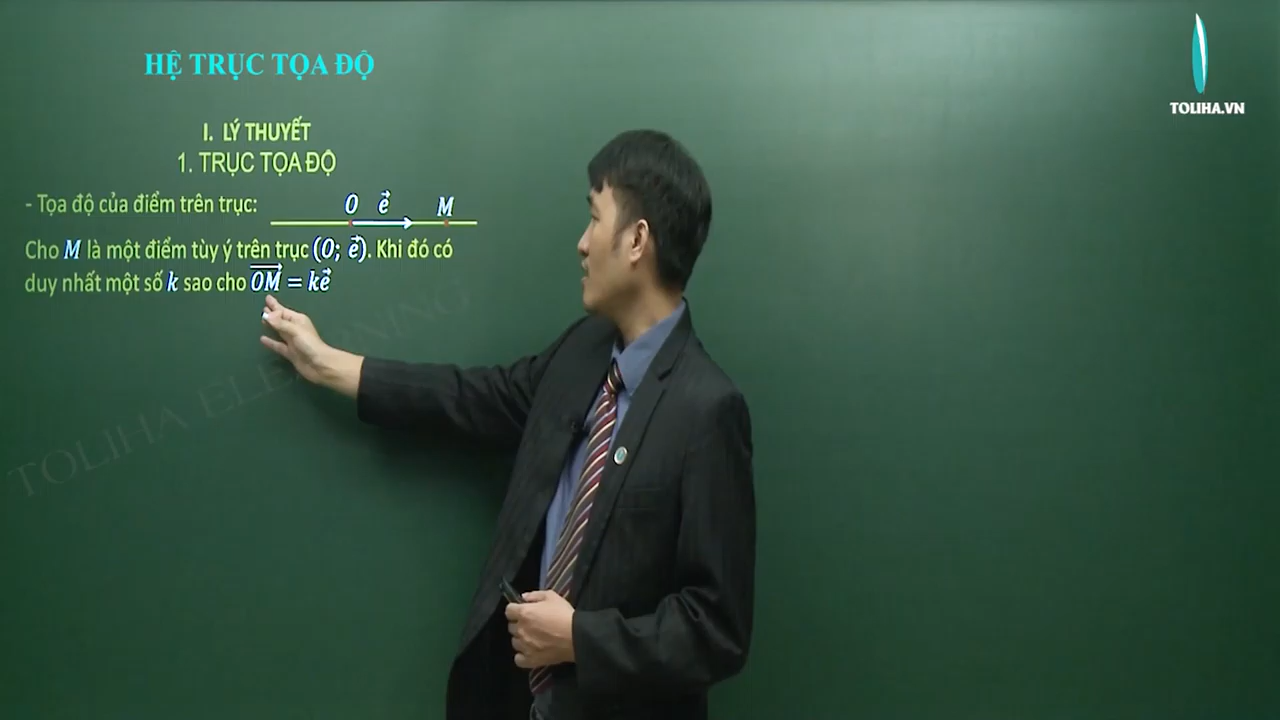 HỆ TRỤC TỌA ĐỘ
TOLIHA.VN
I. LÝ THUYẾT
1. TRỤC TỌA ĐỘ
- Tọa độ của điểm trên trục: O e⃗ M
Cho M là một điểm tùy ý trên trục (O; e⃗). Khi đó có
duy nhất một số k sao cho OM⃗ = ke⃗
TOLIHA ELEARNING